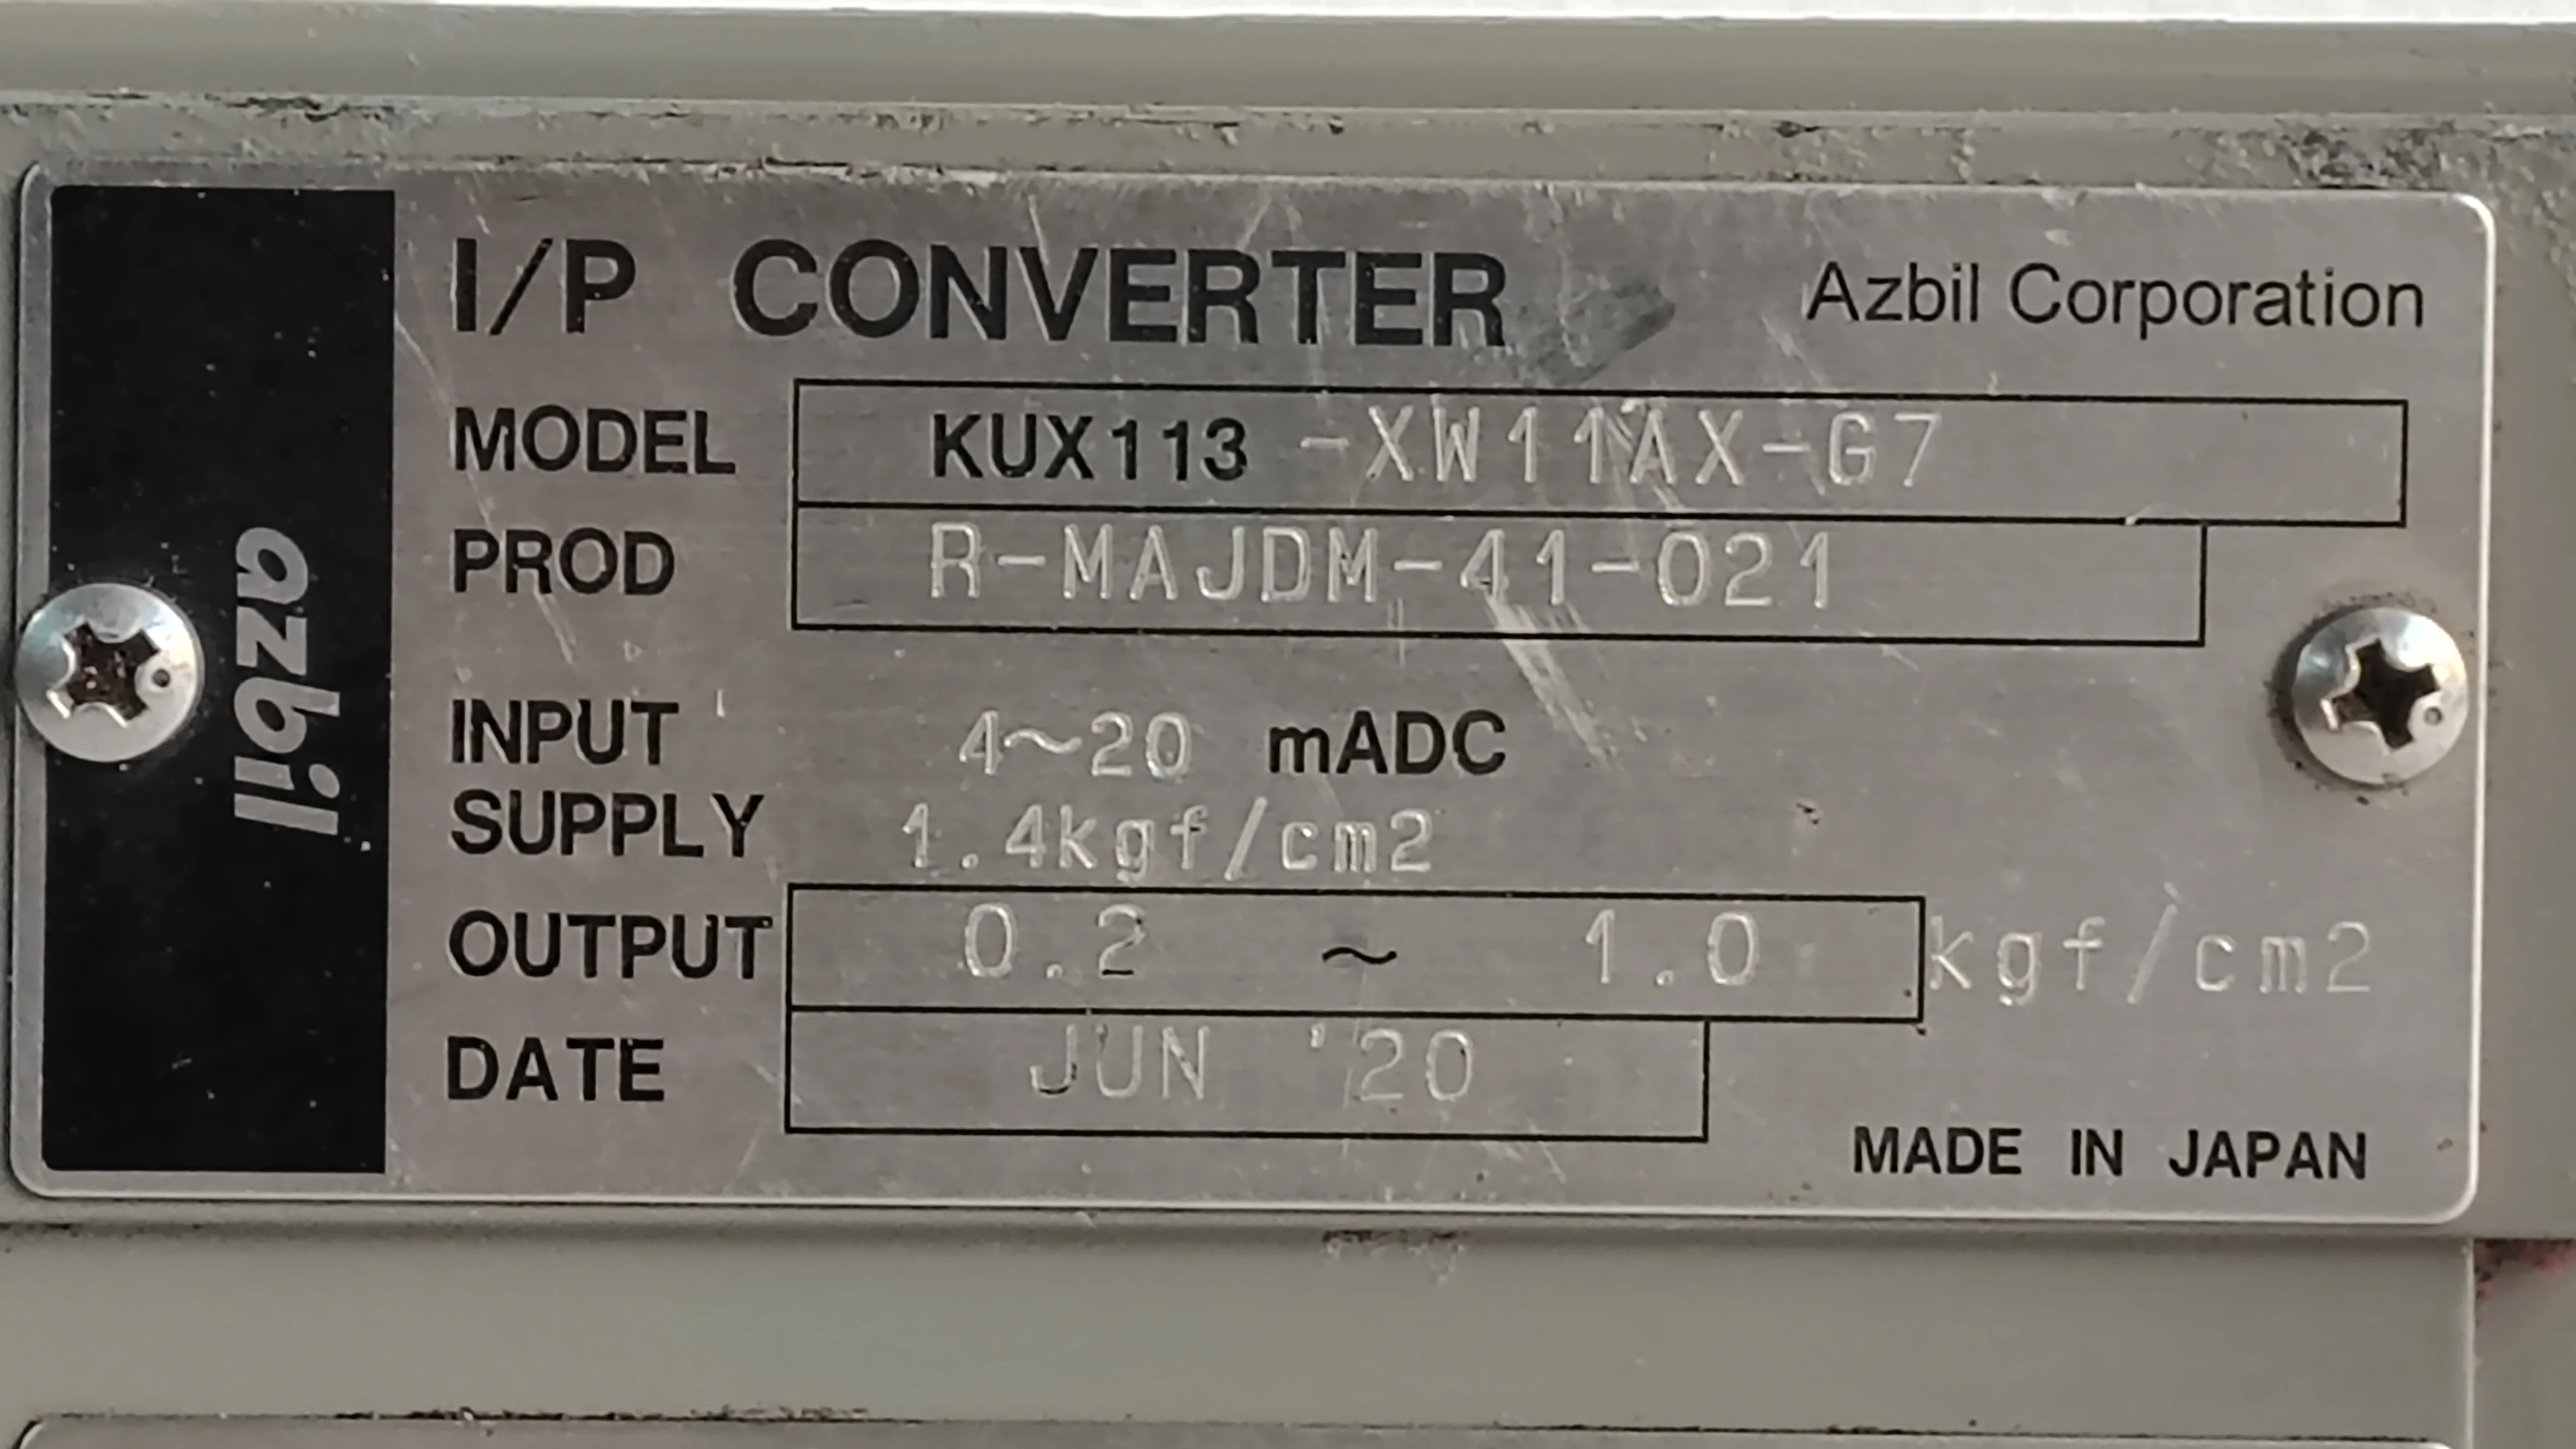 azbil
I/P CONVERTER Azbil Corporation
MODEL KUX113 -XW11AX-G7
PROD R-MAJDM-41-021
INPUT 4~20 mADC
SUPPLY 1.4kgf/cm2
OUTPUT 0.2 ~ 1.0 kgf/cm2
DATE JUN '20
MADE IN JAPAN